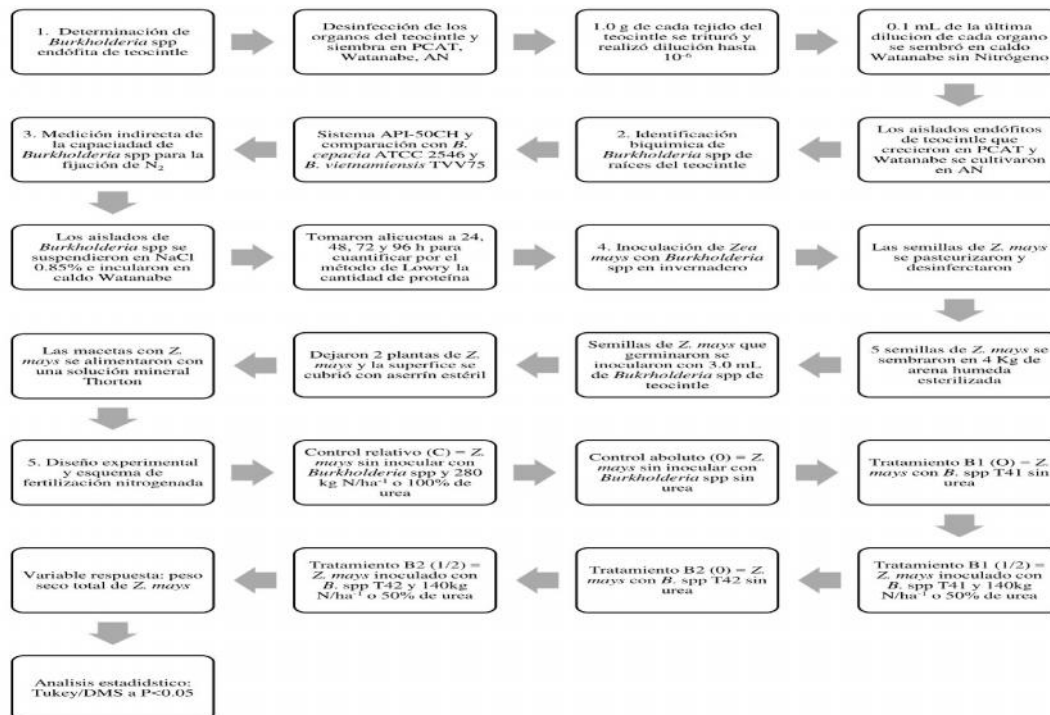 1. Determinación de
Burkholderia spp
endófita de teocintle
Desinfección de los
organos del teocintle y
siembra en PCAT,
Watanabe, AN
1.0 g de cada tejido del
teocintle se trituró y
realizó dilución hasta
10⁻⁶
0.1 mL de la última
dilucion de cada organo
se sembró en caldo
Watanabe sin Nitrógeno
Los aislados endófitos
de teocintle que
crecieron en PCAT y
Watanabe se cultivaron
en AN
2. Identificación
biquimica de
Burkholderia spp de
raíces del teocintle
Sistema API-50CH y
comparación con B.
cepacia ATCC 2546 y
B. vietnamiensis TVV75
3. Medición indirecta de
la capaciadad de
Burkholderia spp para la
fijación de N₂
Los aislados de
Burkholderia spp se
suspendieron en NaCl
0.85% e incularon en
caldo Watanabe
Tomaron alicuotas a 24,
48, 72 y 96 h para
cuantificar por el
método de Lowry la
cantidad de proteína
4. Inoculación de Zea
mays con Burkholderia
spp en invernadero
Las semillas de Z. mays
se pasteurizaron y
desinferctaron
5 semillas de Z. mays se
sembraron en 4 Kg de
arena humeda
esterilizada
Semillas de Z. mays que
germinaron se
inocularon con 3.0 mL
de Bukrholderia spp de
teocintle
Dejaron 2 plantas de Z.
mays y la superfice se
cubrió con aserrín estéril
Las macetas con Z.
mays se alimentaron con
una solución mineral
Thorton
5. Diseño experimental
y esquema de
fertilización nitrogenada
Control relativo (C) = Z.
mays sin inocular con
Burkholderia spp y 280
kg N/ha⁻¹ o 100% de
urea
Control aboluto (0) = Z.
mays sin inocular con
Burkholderia spp sin
urea
Tratamiento B1 (O) = Z.
mays con B. spp T41 sin
urea
Tratamiento B1 (1/2) =
Z. mays inoculado con
B. spp T41 y 140kg
N/ha⁻¹ o 50% de urea
Tratamiento B2 (0) = Z.
mays con B. spp T42 sin
urea
Tratamiento B2 (1/2) =
Z. mays inoculado con
B. spp T42 y 140kg
N/ha⁻¹ o 50% de urea
Variable respuesta: peso
seco total de Z. mays
Analisis estadidstco:
Tukey/DMS a P<0.05